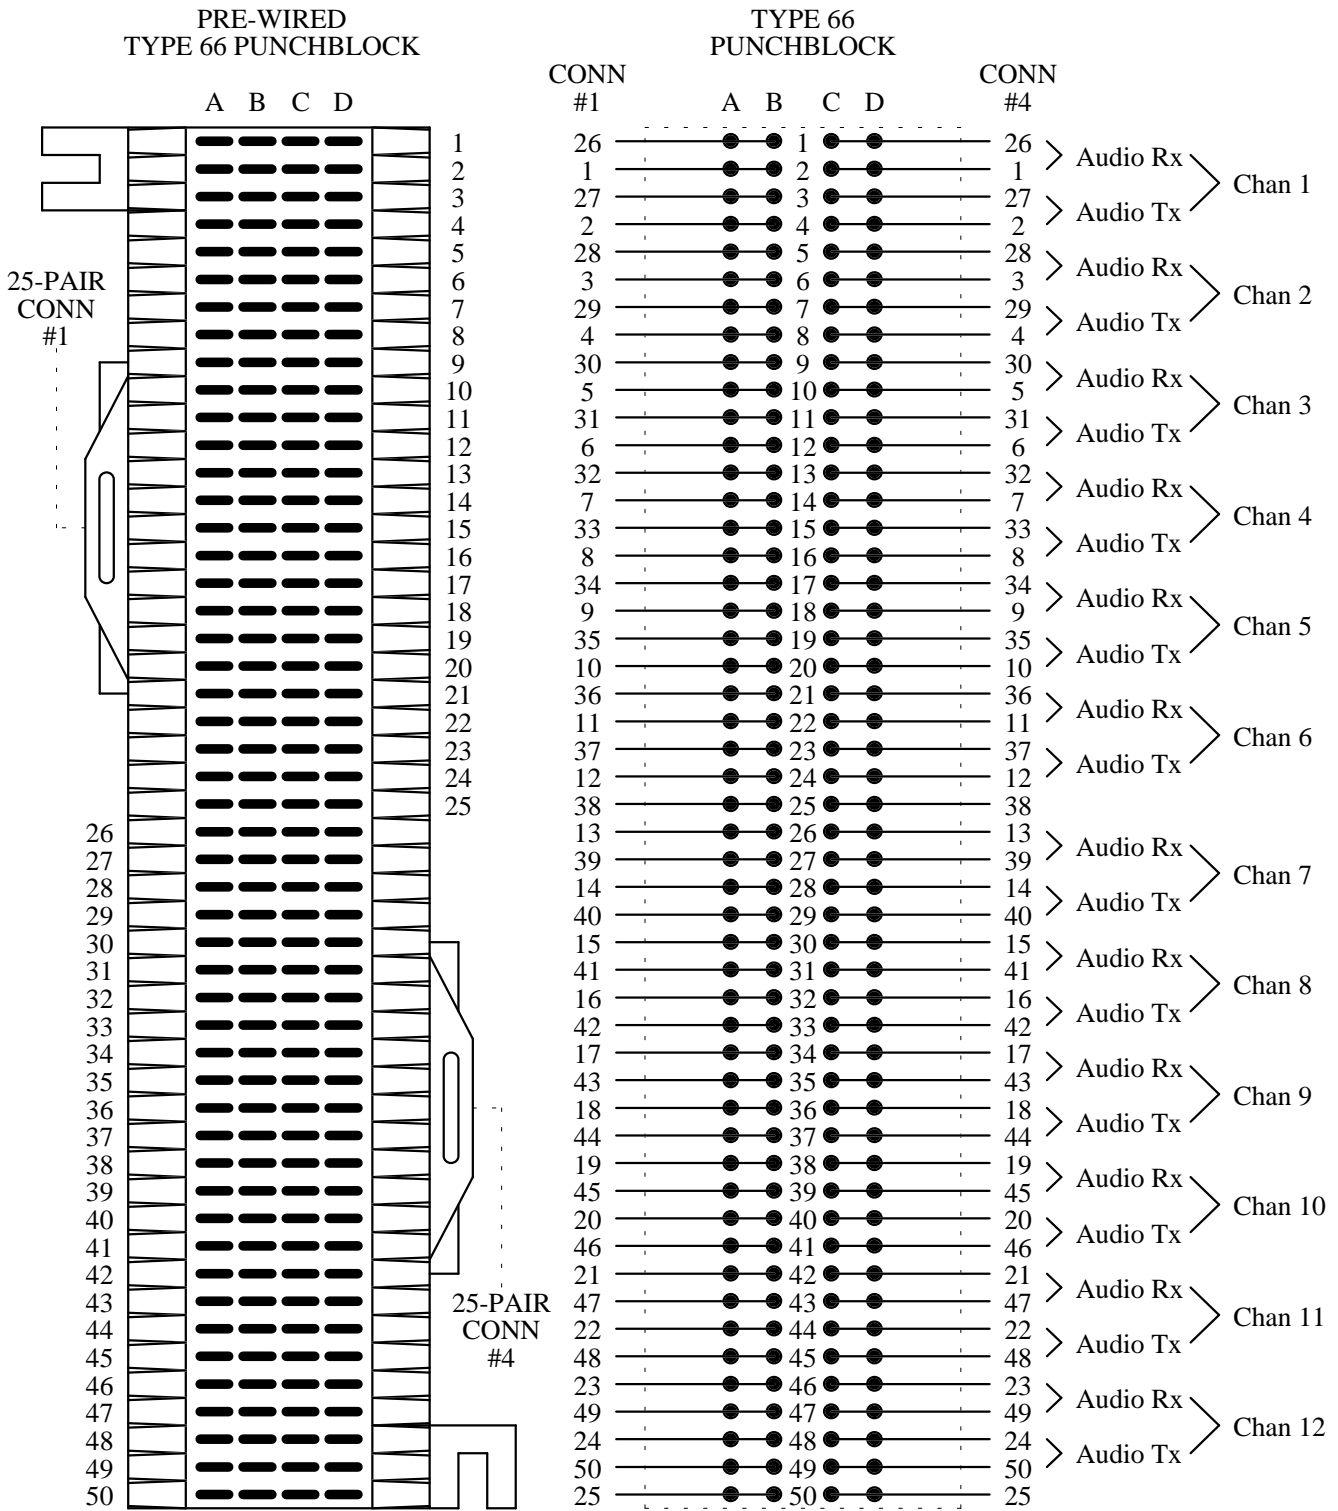 PRE-WIRED
TYPE 66 PUNCHBLOCK
A B C D
25-PAIR
CONN
#1
1
2
3
4
5
6
7
8
9
10
11
12
13
14
15
16
17
18
19
20
21
22
23
24
25
26
27
28
29
30
31
32
33
34
35
36
37
38
39
40
41
42
43
44
45
46
47
48
49
50
25-PAIR
CONN
#4
TYPE 66
PUNCHBLOCK
CONN
#1
A B C D
CONN
#4
26 1 26
1 2 1
Audio Rx
27 3 27
2 4 2
Audio Tx
Chan 1
28 5 28
3 6 3
Audio Rx
29 7 29
4 8 4
Audio Tx
Chan 2
30 9 30
5 10 5
Audio Rx
31 11 31
6 12 6
Audio Tx
Chan 3
32 13 32
7 14 7
Audio Rx
33 15 33
8 16 8
Audio Tx
Chan 4
34 17 34
9 18 9
Audio Rx
35 19 35
10 20 10
Audio Tx
Chan 5
36 21 36
11 22 11
Audio Rx
37 23 37
12 24 12
Audio Tx
Chan 6
38 25 38
13 26 13
39 27 39
Audio Rx
14 28 14
40 29 40
Audio Tx
Chan 7
15 30 15
41 31 41
Audio Rx
16 32 16
42 33 42
Audio Tx
Chan 8
17 34 17
43 35 43
Audio Rx
18 36 18
44 37 44
Audio Tx
Chan 9
19 38 19
45 39 45
Audio Rx
20 40 20
46 41 46
Audio Tx
Chan 10
21 42 21
47 43 47
Audio Rx
22 44 22
48 45 48
Audio Tx
Chan 11
23 46 23
49 47 49
Audio Rx
24 48 24
50 49 50
Audio Tx
Chan 12
25 50 25